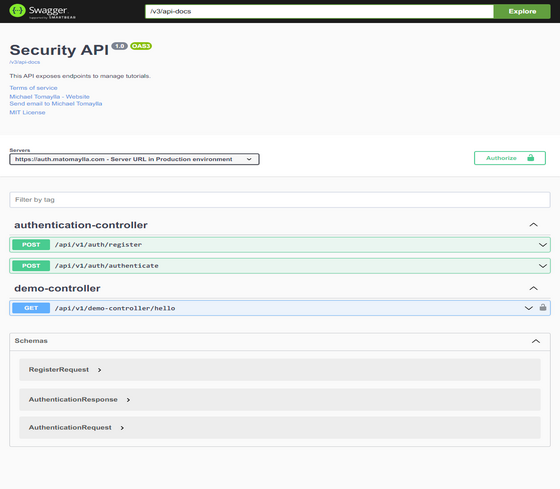 Swagger
Supported by SMARTBEAR
/v3/api-docs
Explore
Security API 1.0 OAS3
/v3/api-docs
This API exposes endpoints to manage tutorials.
Terms of service
Michael Tomaylla - Website
Send email to Michael Tomaylla
MIT License
Servers
https://auth.matomaylla.com - Server URL in Production environment
Authorize
Filter by tag
authentication-controller
POST /api/v1/auth/register
POST /api/v1/auth/authenticate
demo-controller
GET /api/v1/demo-controller/hello
Schemas
RegisterRequest
AuthenticationResponse
AuthenticationRequest